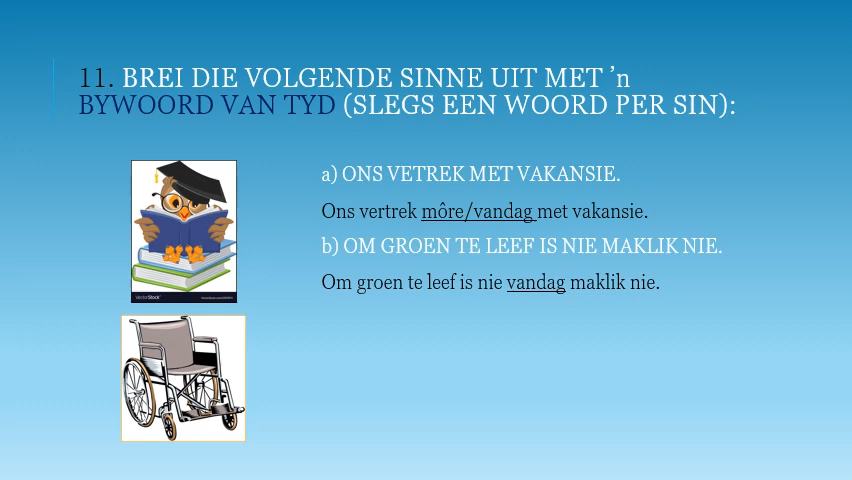 11. BREI DIE VOLGENDE SINNE UIT MET ’n
BYWOORD VAN TYD (SLEGS EEN WOORD PER SIN):
a) ONS VETREK MET VAKANSIE.
Ons vertrek môre/vandag met vakansie.
b) OM GROEN TE LEEF IS NIE MAKLIK NIE.
Om groen te leef is nie vandag maklik nie.
VectorStock